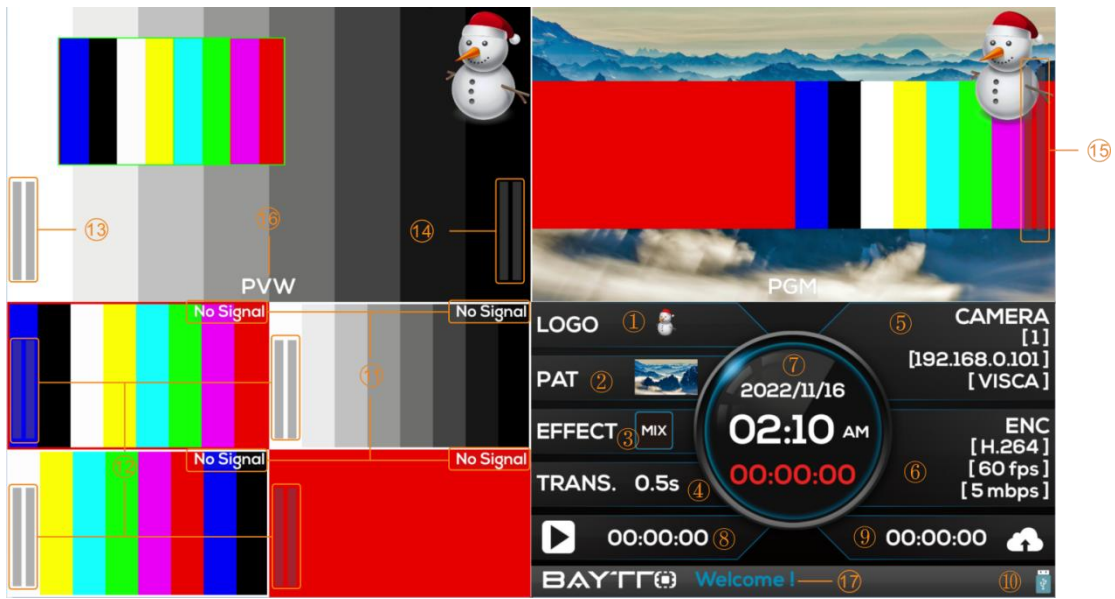 ⑬
⑯
⑭
PVW
PGM
⑮
No Signal
No Signal
⑪
⑫
No Signal
No Signal
LOGO ①
PAT ②
EFFECT ③ MIX
TRANS. 0.5s ④
⑦
2022/11/16
02:10 AM
00:00:00
⑤ CAMERA
[1]
[192.168.0.101]
[VISCA]
ENC
[H.264]
⑥ [60 fps]
[5 mbps]
00:00:00 ⑧
⑨ 00:00:00
BAYTTO Welcome ! ⑰ ⑩